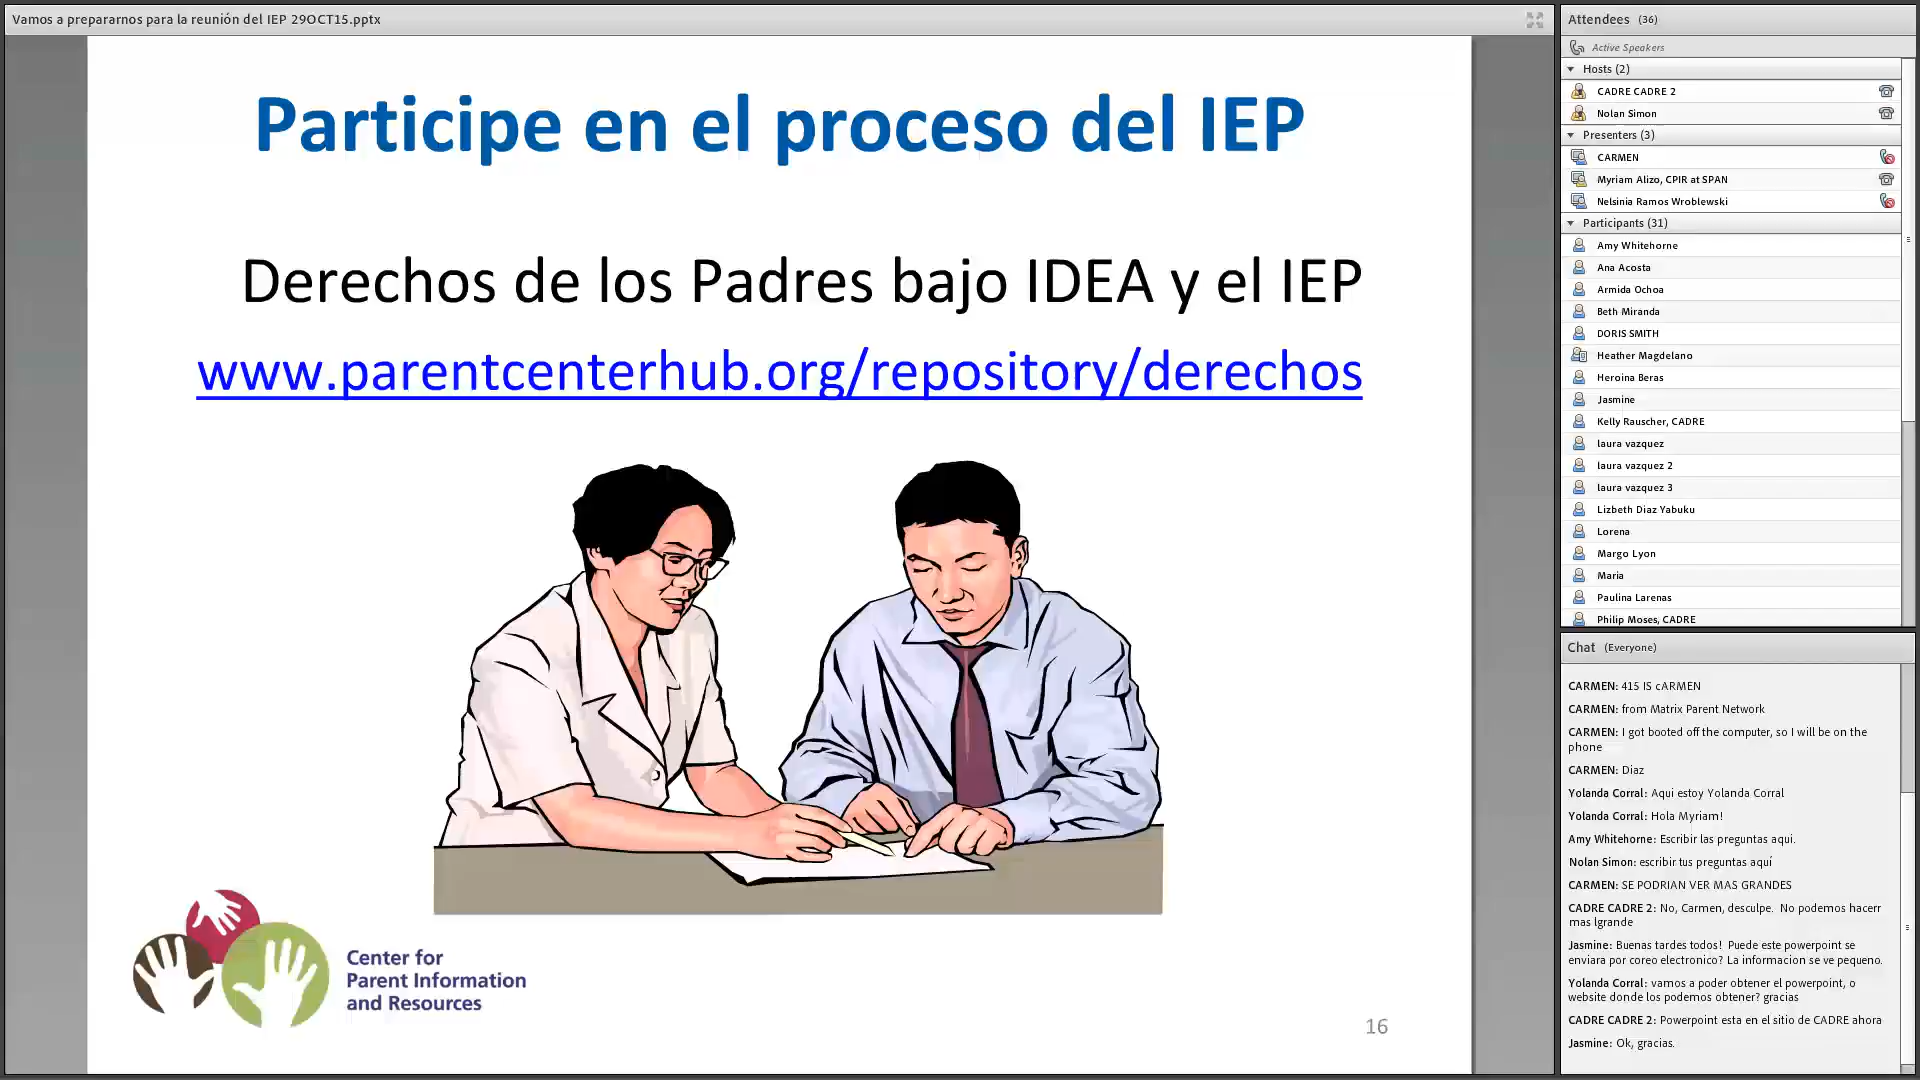 Vamos a prepararnos para la reunión del IEP 29OCT15.pptx
Participe en el proceso del IEP
Derechos de los Padres bajo IDEA y el IEP
www.parentcenterhub.org/repository/derechos
Center for
Parent Information
and Resources
16
Attendees (36)
Active Speakers
Hosts (2)
CADRE CADRE 2
Nolan Simon
Presenters (3)
CARMEN
Myriam Alizo, CPIR at SPAN
Nelsinia Ramos Wroblewski
Participants (31)
Amy Whitehorne
Ana Acosta
Armida Ochoa
Beth Miranda
DORIS SMITH
Heather Magdelano
Heroina Beras
Jasmine
Kelly Rauscher, CADRE
laura vazquez
laura vazquez 2
laura vazquez 3
Lizbeth Diaz Yabuku
Lorena
Margo Lyon
Maria
Paulina Larenas
Philip Moses, CADRE
Chat (Everyone)
CARMEN: 415 IS cARMEN
CARMEN: from Matrix Parent Network
CARMEN: I got booted off the computer, so I will be on the
phone
CARMEN: Diaz
Yolanda Corral: Aqui estoy Yolanda Corral
Yolanda Corral: Hola Myriam!
Amy Whitehorne: Escribir las preguntas aqui.
Nolan Simon: escribir tus preguntas aquí
CARMEN: SE PODRIAN VER MAS GRANDES
CADRE CADRE 2: No, Carmen, desculpe. No podemos hacerr
mas lgrande
Jasmine: Buenas tardes todos! Puede este powerpoint se
enviara por coreo electronico? La informacion se ve pequeno.
Yolanda Corral: vamos a poder obtener el powerpoint, o
website donde los podemos obtener? gracias
CADRE CADRE 2: Powerpoint esta en el sitio de CADRE ahora
Jasmine: Ok, gracias.